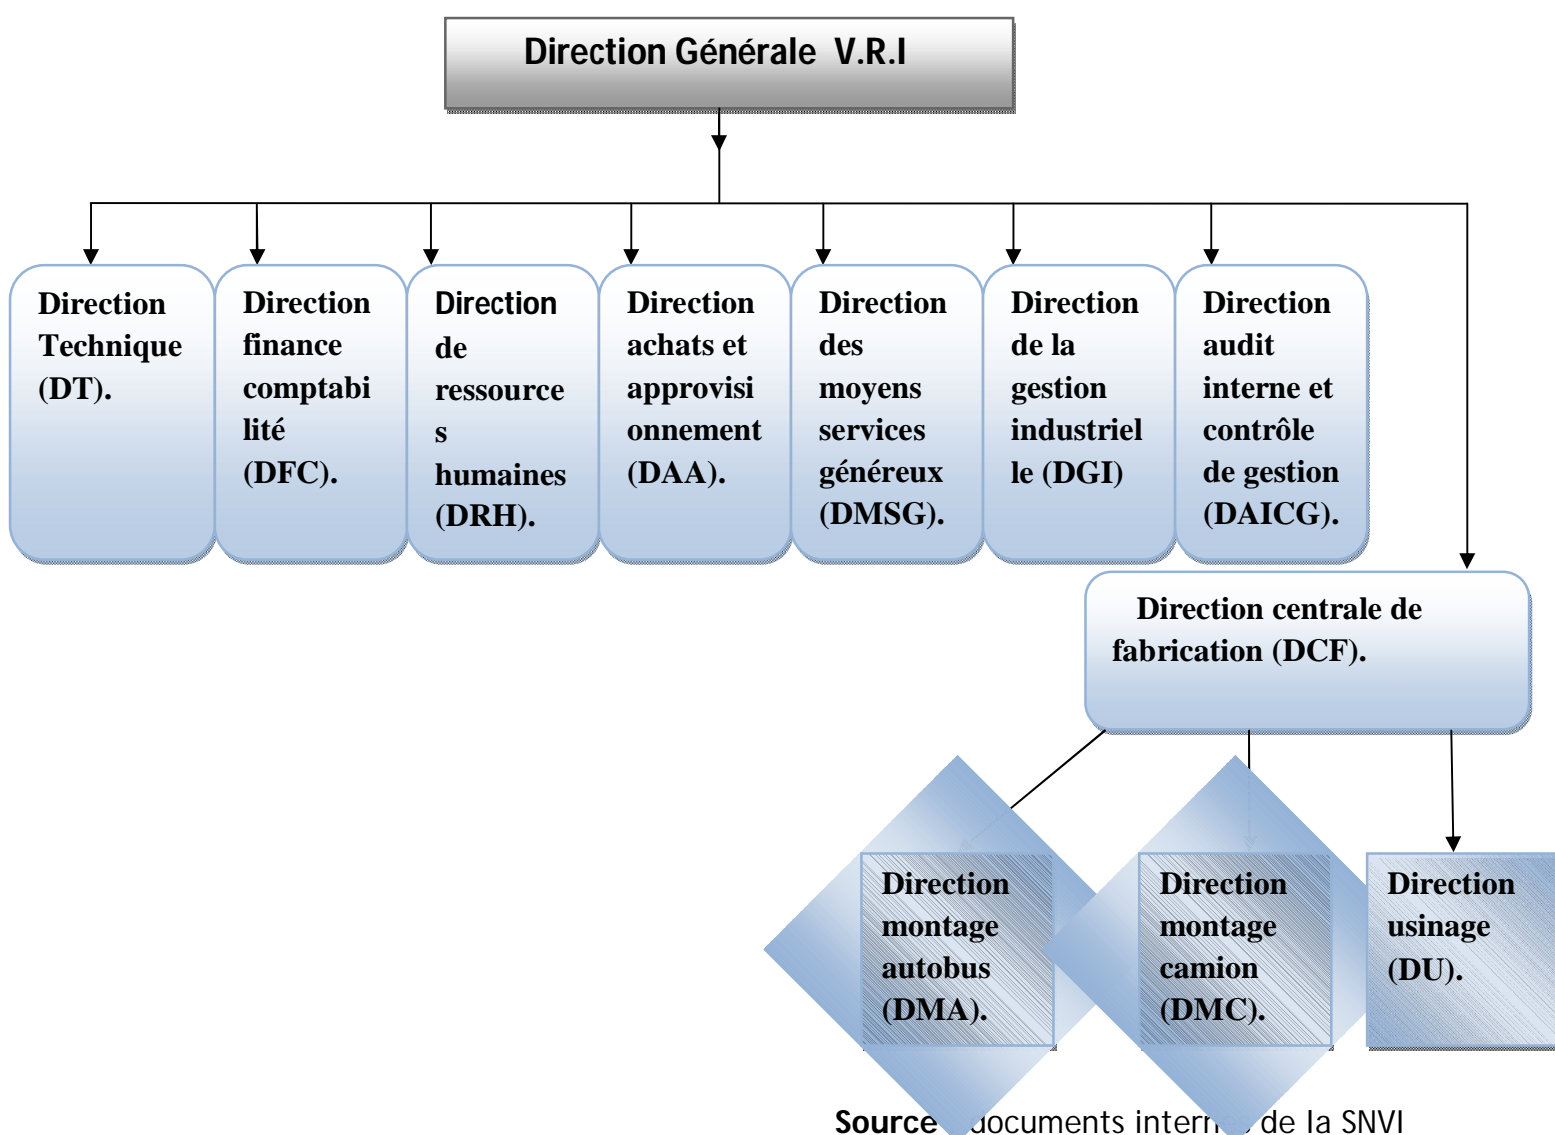 Direction Générale V.R.I
Direction
Technique
(DT).
Direction
finance
comptabi
lité
(DFC).
Direction
de
ressource
s
humaines
(DRH).
Direction
achats et
approvisi
onnement
(DAA).
Direction
des
moyens
services
généreux
(DMSG).
Direction
de la
gestion
industriel
le (DGI)
Direction
audit
interne et
contrôle
de gestion
(DAICG).
Direction centrale de
fabrication (DCF).
Direction
montage
autobus
(DMA).
Direction
montage
camion
(DMC).
Direction
usinage
(DU).
Source documents internes de la SNVI